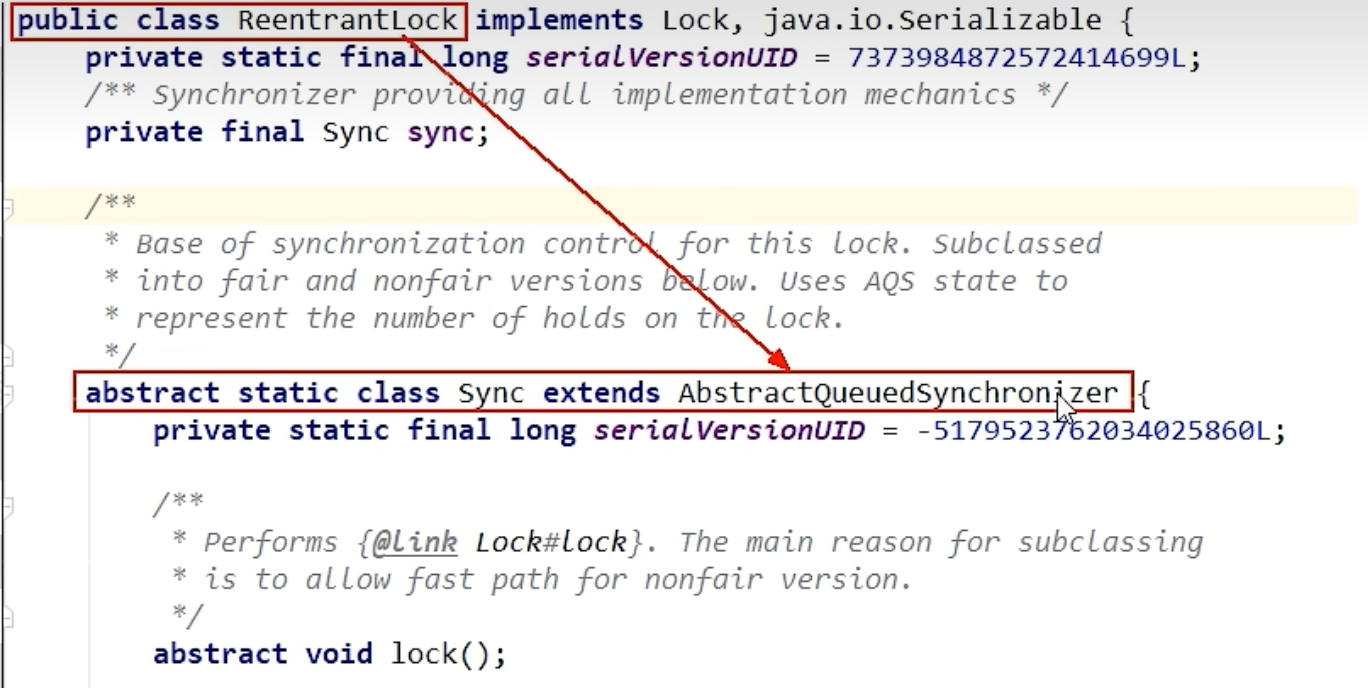 public class ReentrantLock implements Lock, java.io.Serializable {
    private static final long serialVersionUID = 7373984872572414699L;
    /** Synchronizer providing all implementation mechanics */
    private final Sync sync;

    /**
     * Base of synchronization control for this lock. Subclassed
     * into fair and nonfair versions below. Uses AQS state to
     * represent the number of holds on the lock.
     */
    abstract static class Sync extends AbstractQueuedSynchronizer {
        private static final long serialVersionUID = -5179523762034025860L;

        /**
         * Performs {@link Lock#lock}. The main reason for subclassing
         * is to allow fast path for nonfair version.
         */
        abstract void lock();